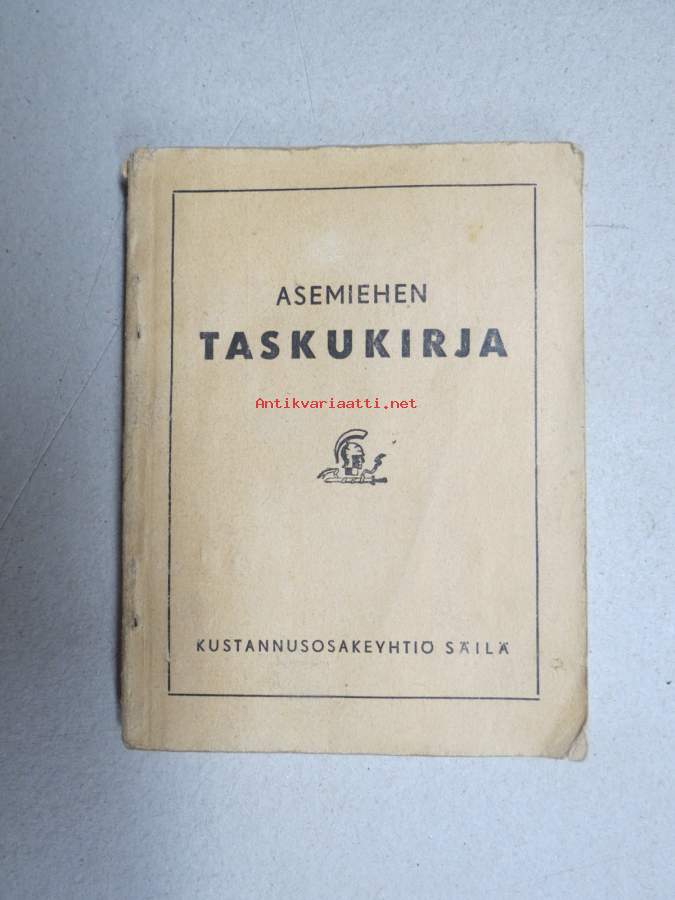 ASEMIEHEN
TASKUKIRJA
Antikvariaatti.net
KUSTANNUSOSAKEYHTIÖ SÄILÄ